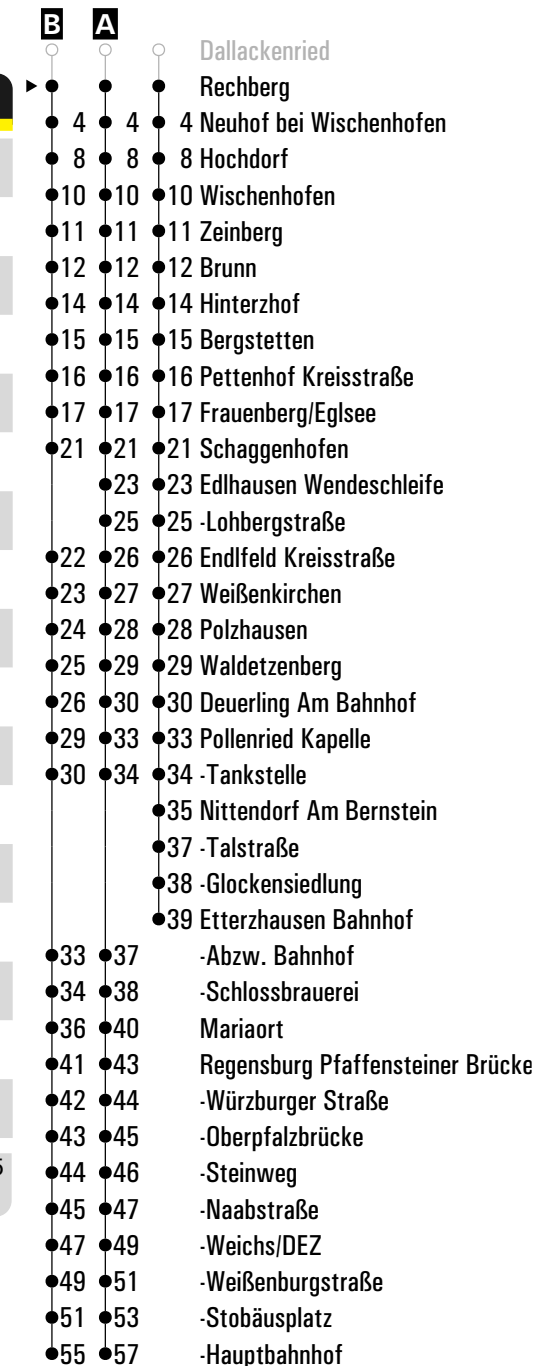 B A
Dallackenried
Rechberg
4 4 4 Neuhof bei Wischenhofen
8 8 8 Hochdorf
10 10 10 Wischenhofen
11 11 11 Zeinberg
12 12 12 Brunn
14 14 14 Hinterzhof
15 15 15 Bergstetten
16 16 16 Pettenhof Kreisstraße
17 17 17 Frauenberg/Eglsee
21 21 21 Schaggenhofen
23 23 Edlhausen Wendeschleife
25 25 -Lohbergstraße
22 26 26 Endlfeld Kreisstraße
23 27 27 Weißenkirchen
24 28 28 Polzhausen
25 29 29 Waldetzenberg
26 30 30 Deuerling Am Bahnhof
29 33 33 Pollenried Kapelle
30 34 34 -Tankstelle
35 Nittendorf Am Bernstein
37 -Talstraße
38 -Glockensiedlung
39 Etterzhausen Bahnhof
33 37 -Abzw. Bahnhof
34 38 -Schlossbrauerei
36 40 Mariaort
41 43 Regensburg Pfaffensteiner Brücke
42 44 -Würzburger Straße
43 45 -Oberpfalzbrücke
44 46 -Steinweg
45 47 -Naabstraße
47 49 -Weichs/DEZ
49 51 -Weißenburgstraße
51 53 -Stobäusplatz
55 57 -Hauptbahnhof